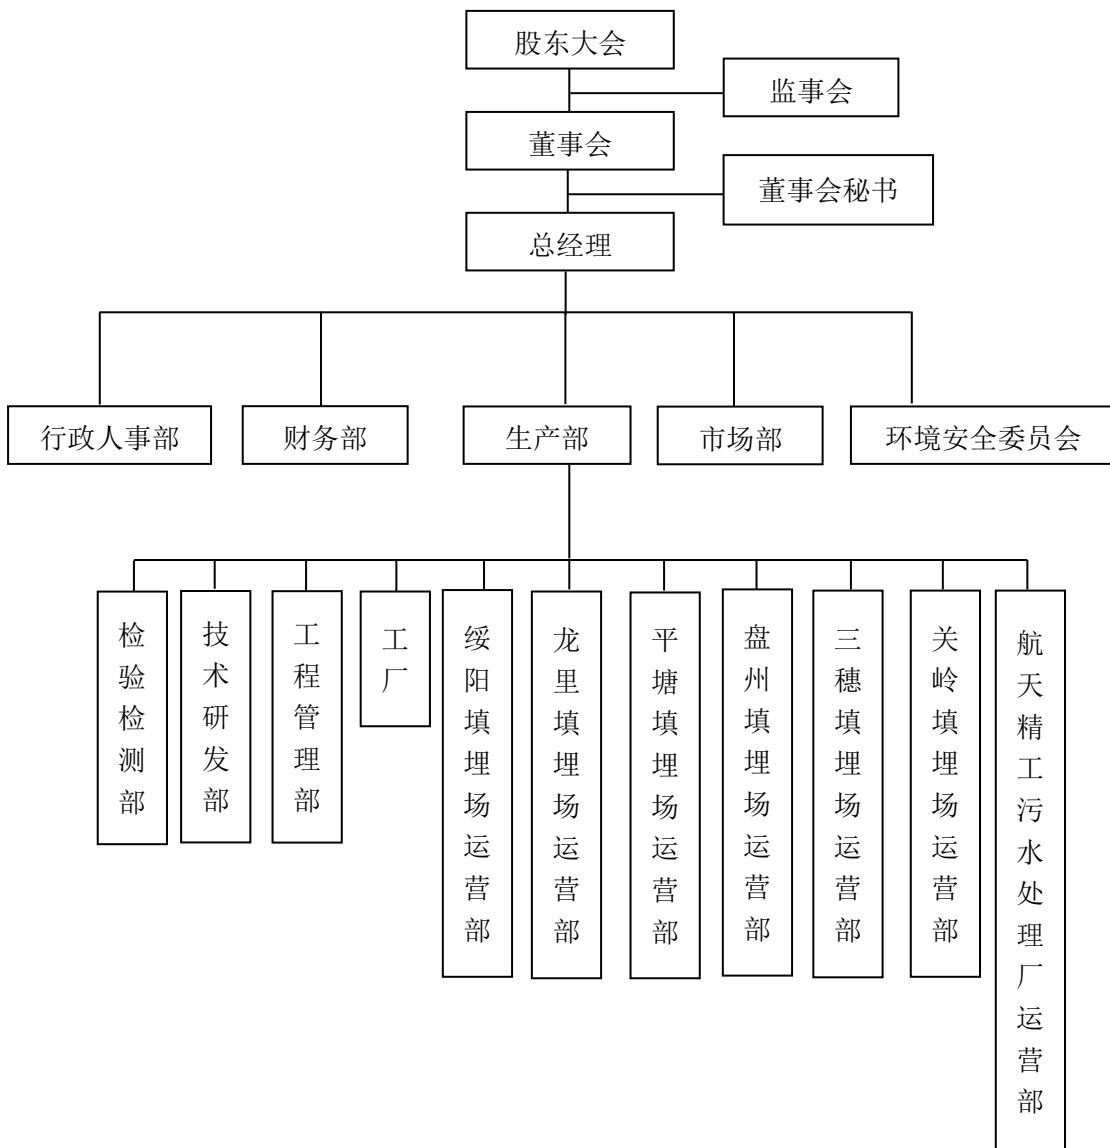 股东大会
监事会
董事会
董事会秘书
总经理
行政人事部
财务部
生产部
市场部
环境安全委员会
检验检测部
技术研发部
工程管理部
工厂
绥阳填埋场运营部
龙里填埋场运营部
平塘填埋场运营部
盘州填埋场运营部
三穗填埋场运营部
关岭填埋场运营部
航天精工污水处理厂运营部